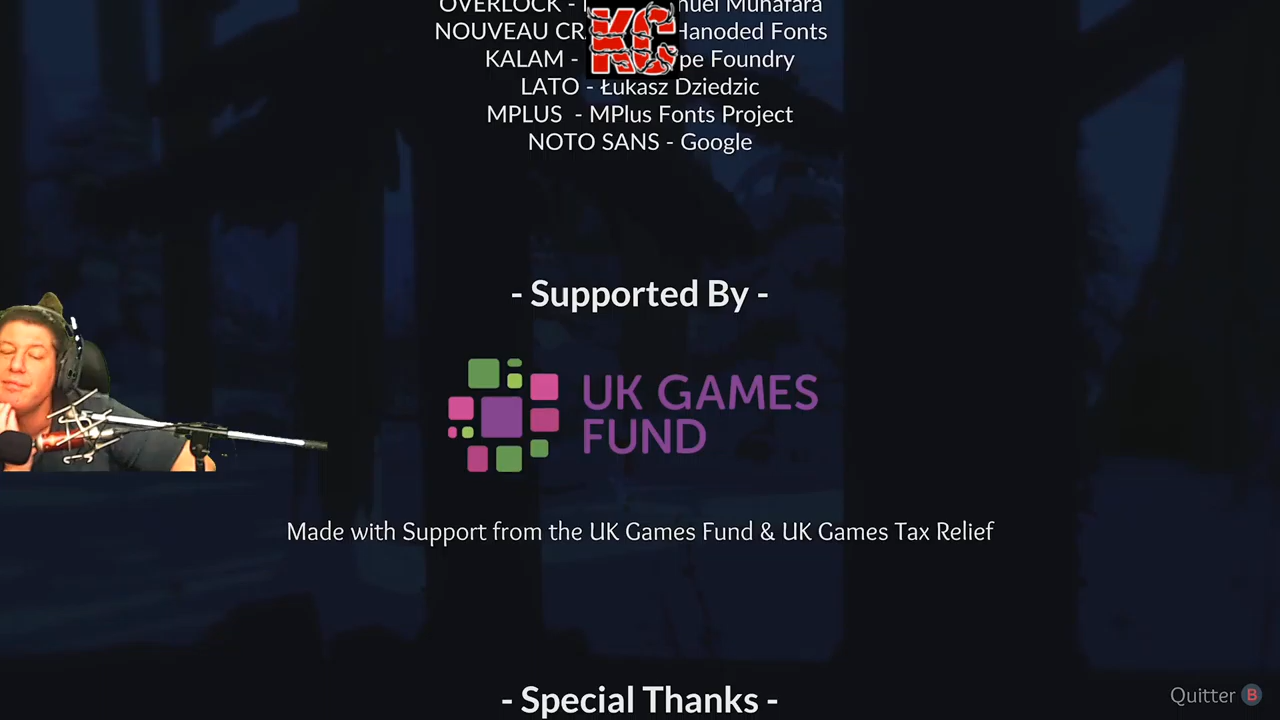 OVERLOCK - nuel Munafara
NOUVEAU CR Hanoded Fonts
KC
KALAM - pe Foundry
LATO - Łukasz Dziedzic
MPLUS - MPlus Fonts Project
NOTO SANS - Google
- Supported By -
UK GAMES
FUND
Made with Support from the UK Games Fund & UK Games Tax Relief
- Special Thanks -
Quitter B